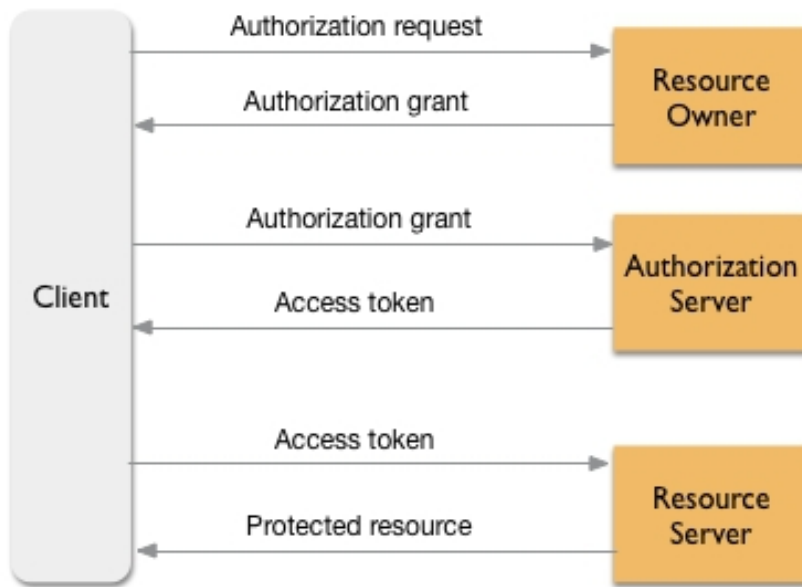 Authorization request
Resource
Owner
Authorization grant
Authorization grant
Authorization
Server
Client
Access token
Access token
Resource
Server
Protected resource